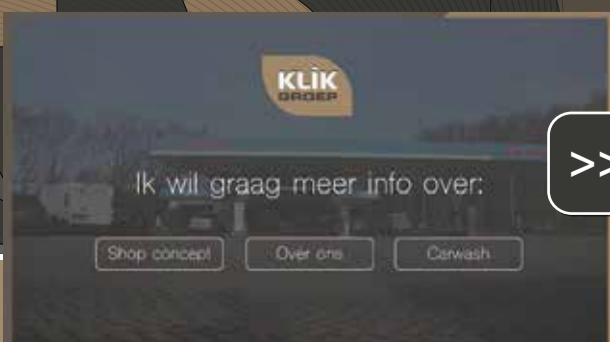 KLIK
GROEP
>>
Ik wil graag meer info over:
Shop concept
Over ons
Carwash